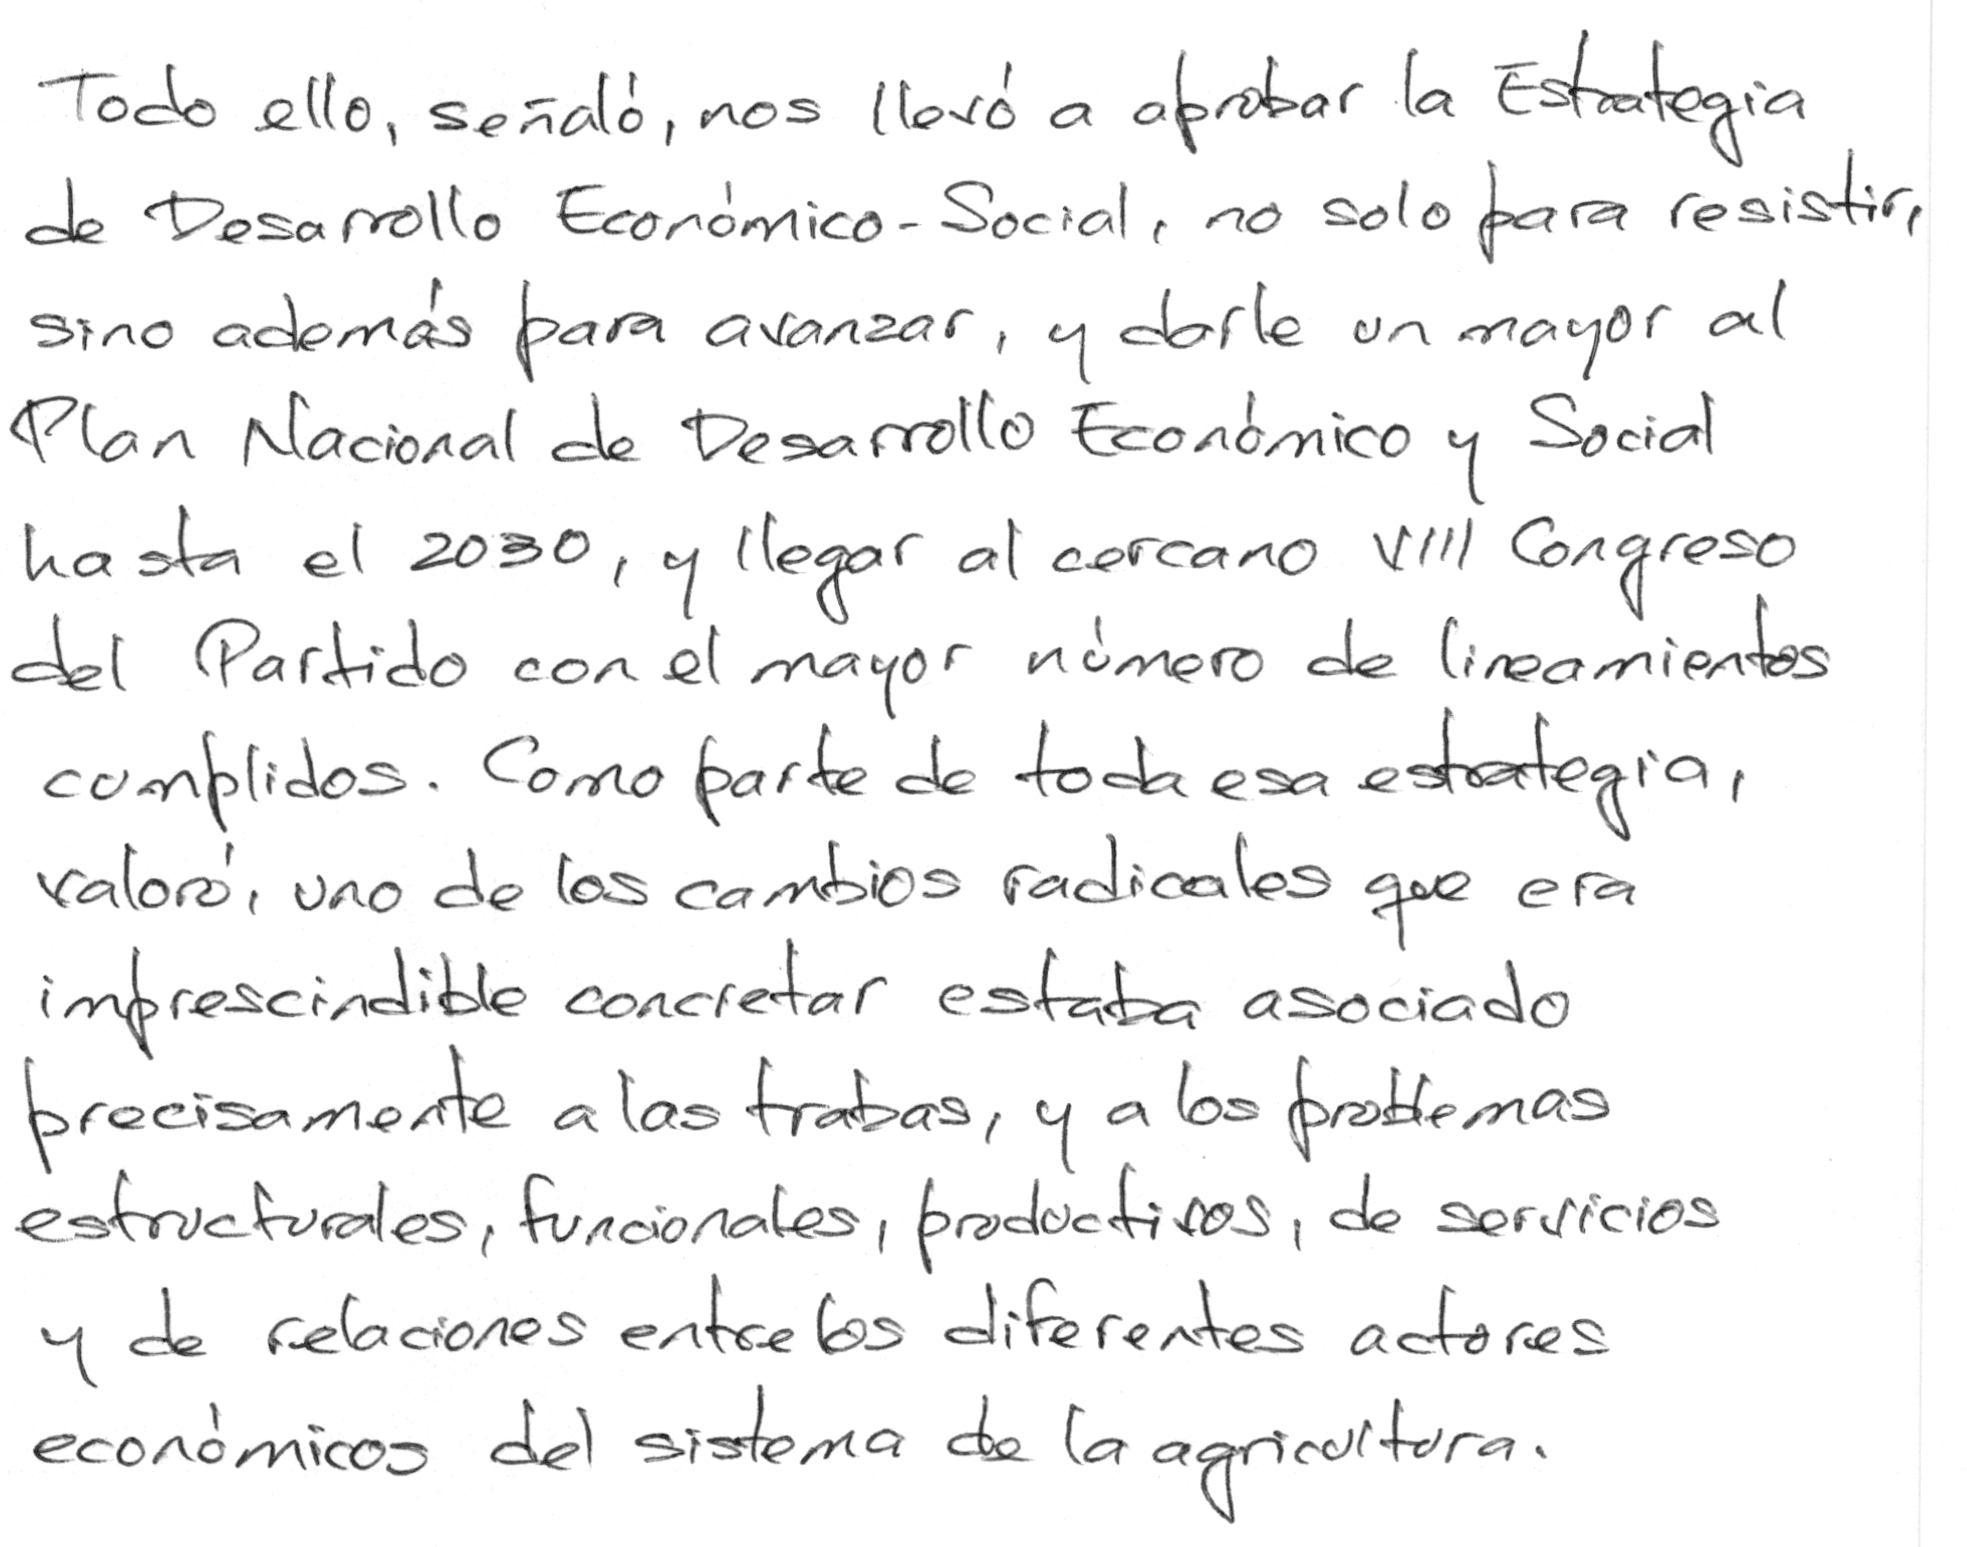 Todo ello, señaló, nos llevó a aprobar la Estrategia
de Desarrollo Económico-Social, no solo para resistir,
sino además para avanzar, y darle un mayor al
Plan Nacional de Desarrollo Económico y Social
hasta el 2030, y llegar al cercano VIII Congreso
del Partido con el mayor número de lineamientos
cumplidos. Como parte de toda esa estrategia,
valoró, uno de los cambios radicales que era
imprescindible concretar estaba asociado
precisamente a las trabas, y a los problemas
estructurales, funcionales, productivos, de servicios
y de relaciones entre los diferentes actores
económicos del sistema de la agricultura.